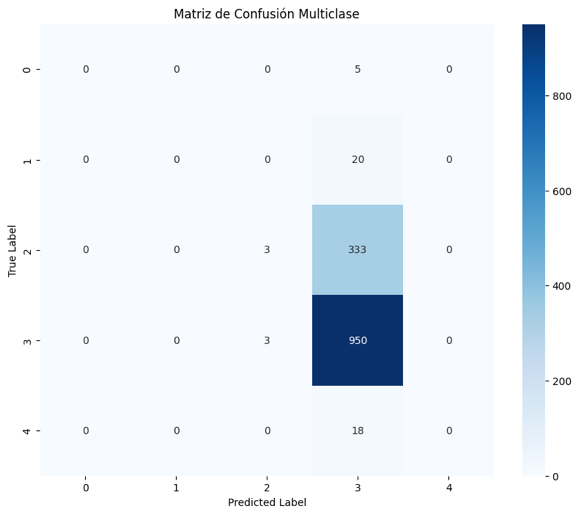 Matriz de Confusión Multiclase
0 0 0 5 0
0 0 0 20 0
0 0 3 333 0
0 0 3 950 0
0 0 0 18 0
0
1
2
3
4
True Label
0 1 2 3 4
Predicted Label
800
600
400
200
0